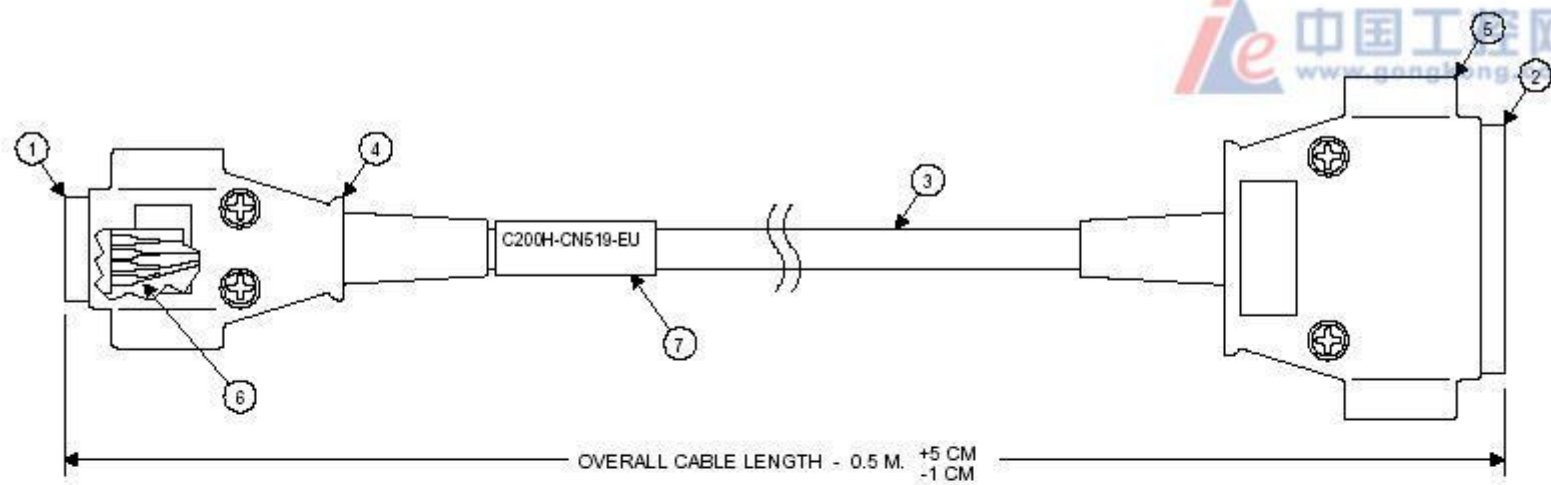 中国工控网
www.gongkong.
5
2
1
4
3
C200H-CN519-EU
7
6
OVERALL CABLE LENGTH - 0.5 M. +5 CM
-1 CM